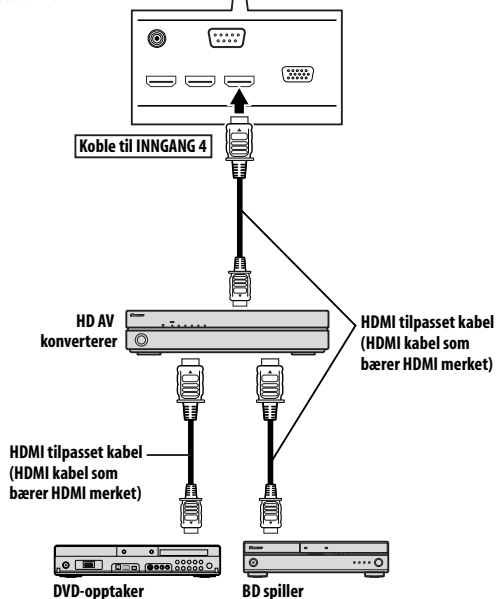 Koble til INNGANG 4
HD AV
konverterer
HDMI tilpasset kabel
(HDMI kabel som
bærer HDMI merket)
HDMI tilpasset kabel
(HDMI kabel som
bærer HDMI merket)
DVD-opptaker
BD spiller